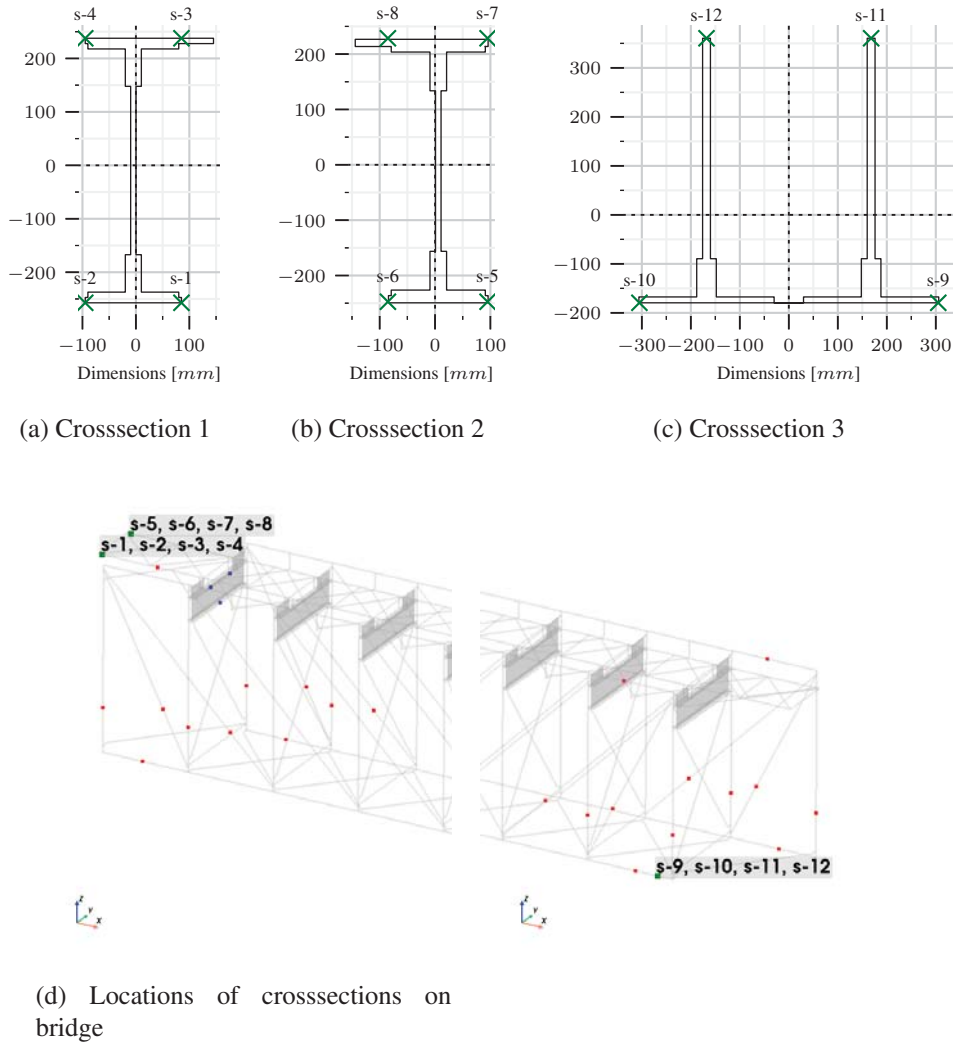 s-4 s-3
200
100
0
−100
−200
s-2 s-1
−100 0 100
Dimensions [mm]
(a) Crosssection 1
s-8 s-7
200
100
0
−100
−200
s-6 s-5
−100 0 100
Dimensions [mm]
(b) Crosssection 2
s-12 s-11
300
200
100
0
−100
−200
s-10 s-9
−300 −200 −100 0 100 200 300
Dimensions [mm]
(c) Crosssection 3
s-5, s-6, s-7, s-8
s-1, s-2, s-3, s-4
s-9, s-10, s-11, s-12
Z
Y
X
Z
Y
X
(d) Locations of crosssections on
bridge